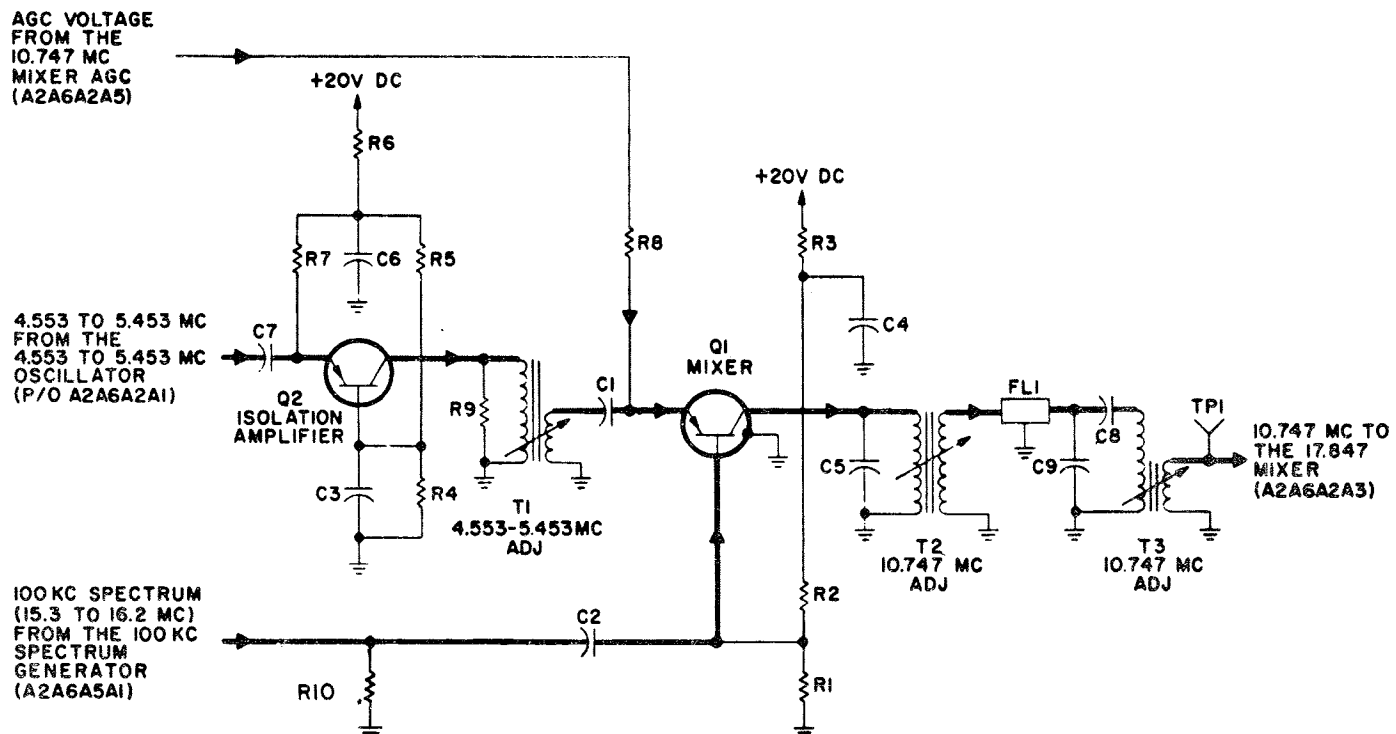 AGC VOLTAGE
FROM THE
10.747 MC
MIXER AGC
(A2A6A2A5)
+20V DC
R6
R7
C6
R5
R8
+20V DC
R3
C4
4.553 TO 5.453 MC
FROM THE
4.553 TO 5.453 MC
OSCILLATOR
(P/O A2A6A2A1)
C7
Q2
ISOLATION
AMPLIFIER
R9
C1
Q1
MIXER
C3
R4
T1
4.553-5.453MC
ADJ
C5
T2
10.747 MC
ADJ
FL1
C9
C8
T3
10.747 MC
ADJ
TP1
10.747 MC TO
THE 17.847
MIXER
(A2A6A2A3)
100KC SPECTRUM
(15.3 TO 16.2 MC)
FROM THE 100KC
SPECTRUM
GENERATOR
(A2A6A5A1)
R10
C2
R2
R1